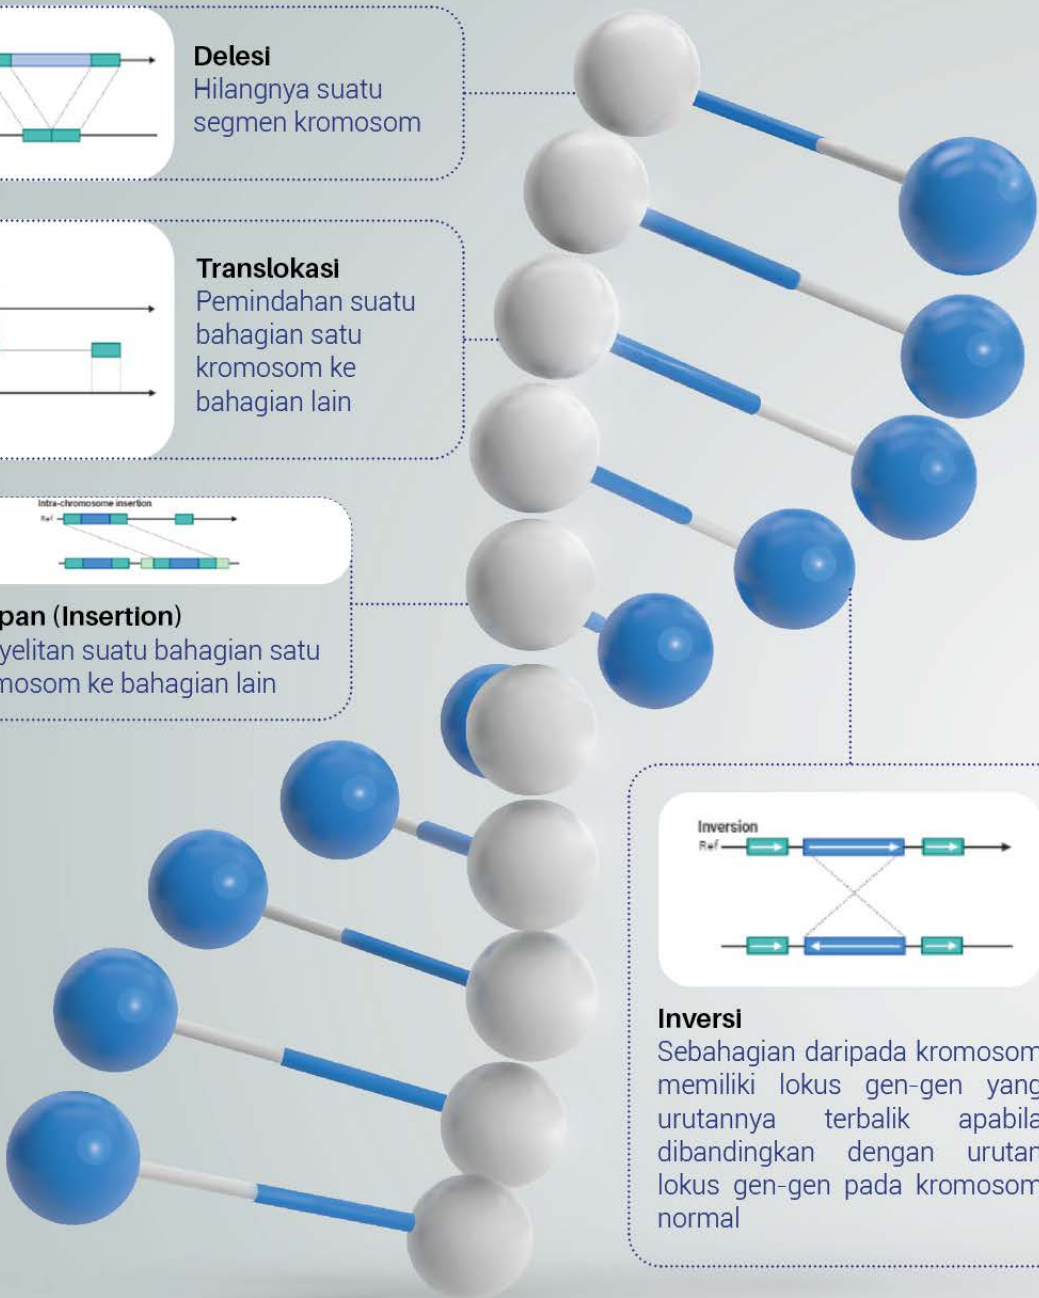 Delesi
Hilangnya suatu
segmen kromosom
Translokasi
Pemindahan suatu
bahagian satu
kromosom ke
bahagian lain
Intra-chromosome insertion
Ref
pan (Insertion)
yelitan suatu bahagian satu
mosom ke bahagian lain
Inversion
Ref
Inversi
Sebahagian daripada kromosom
memiliki lokus gen-gen yang
urutannya terbalik apabila
dibandingkan dengan urutan
lokus gen-gen pada kromosom
normal